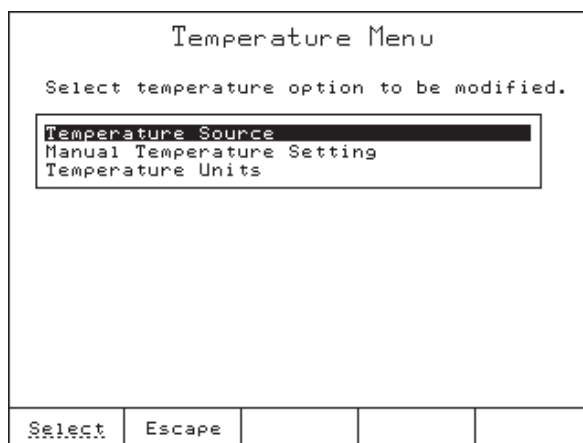 Temperature Menu
Select temperature option to be modified.
Temperature Source
Manual Temperature Setting
Temperature Units
Select Escape